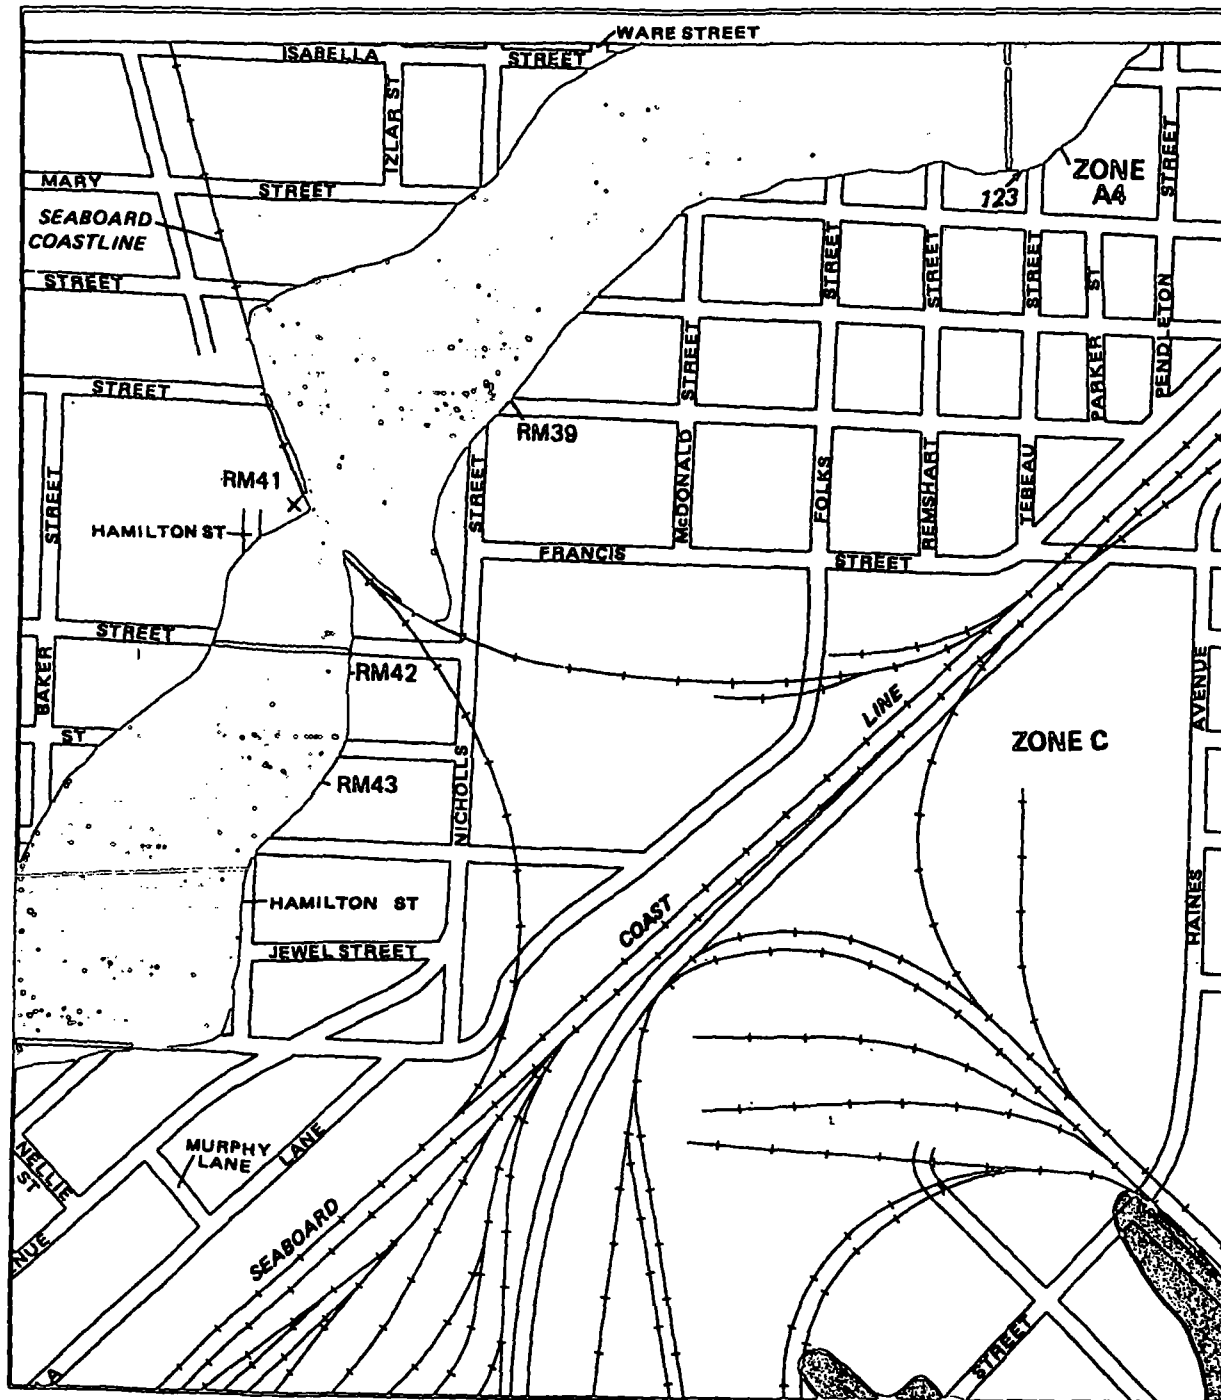 WARE STREET
ISABELLA
STREET
IZLAR ST
STREET
ZONE
A4
MARY
STREET
123
SEABOARD
COASTLINE
STREET
STREET
STREET
STREET
ST
PENDLETON
STREET
PARKER
STREET
RM39
RM41
STREET
STREET
McDONALD
FOLKS
REMSHART
TEBEAU
HAMILTON ST
FRANCIS
STREET
STREET
RM42
BAKER
LINE
AVENUE
ST
ZONE C
RM43
NICHOLLS
HAMILTON ST
COAST
HAINES
JEWEL STREET
MURPHY
LANE
LANE
NELLIE
ST
NUE
SEABOARD
STREET
A